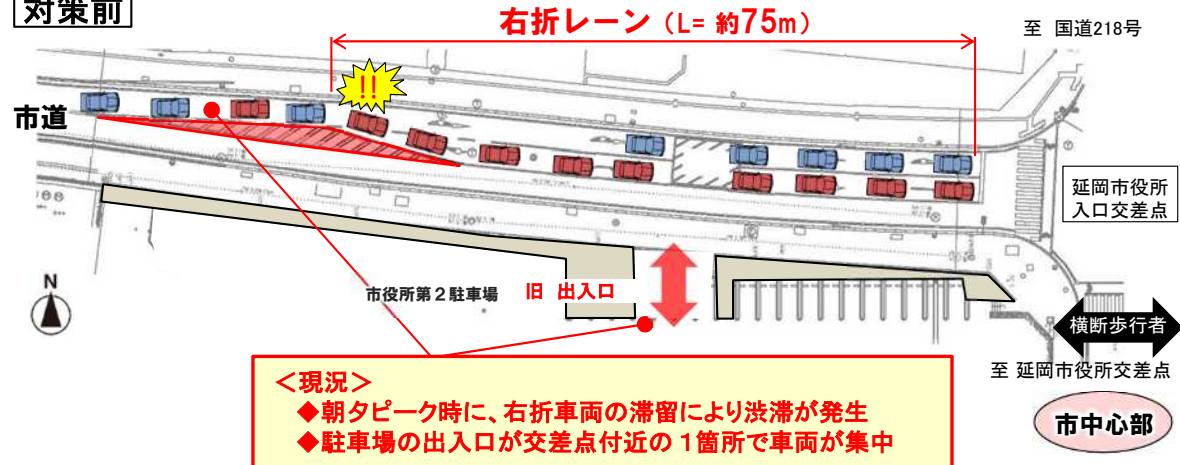 対策前
右折レーン（L= 約75m）
至 国道218号
!!
市道
延岡市役所
入口交差点
N
市役所第２駐車場
旧 出入口
横断歩行者
至 延岡市役所交差点
＜現況＞
◆朝夕ピーク時に、右折車両の滞留により渋滞が発生
◆駐車場の出入口が交差点付近の１箇所で車両が集中
市中心部